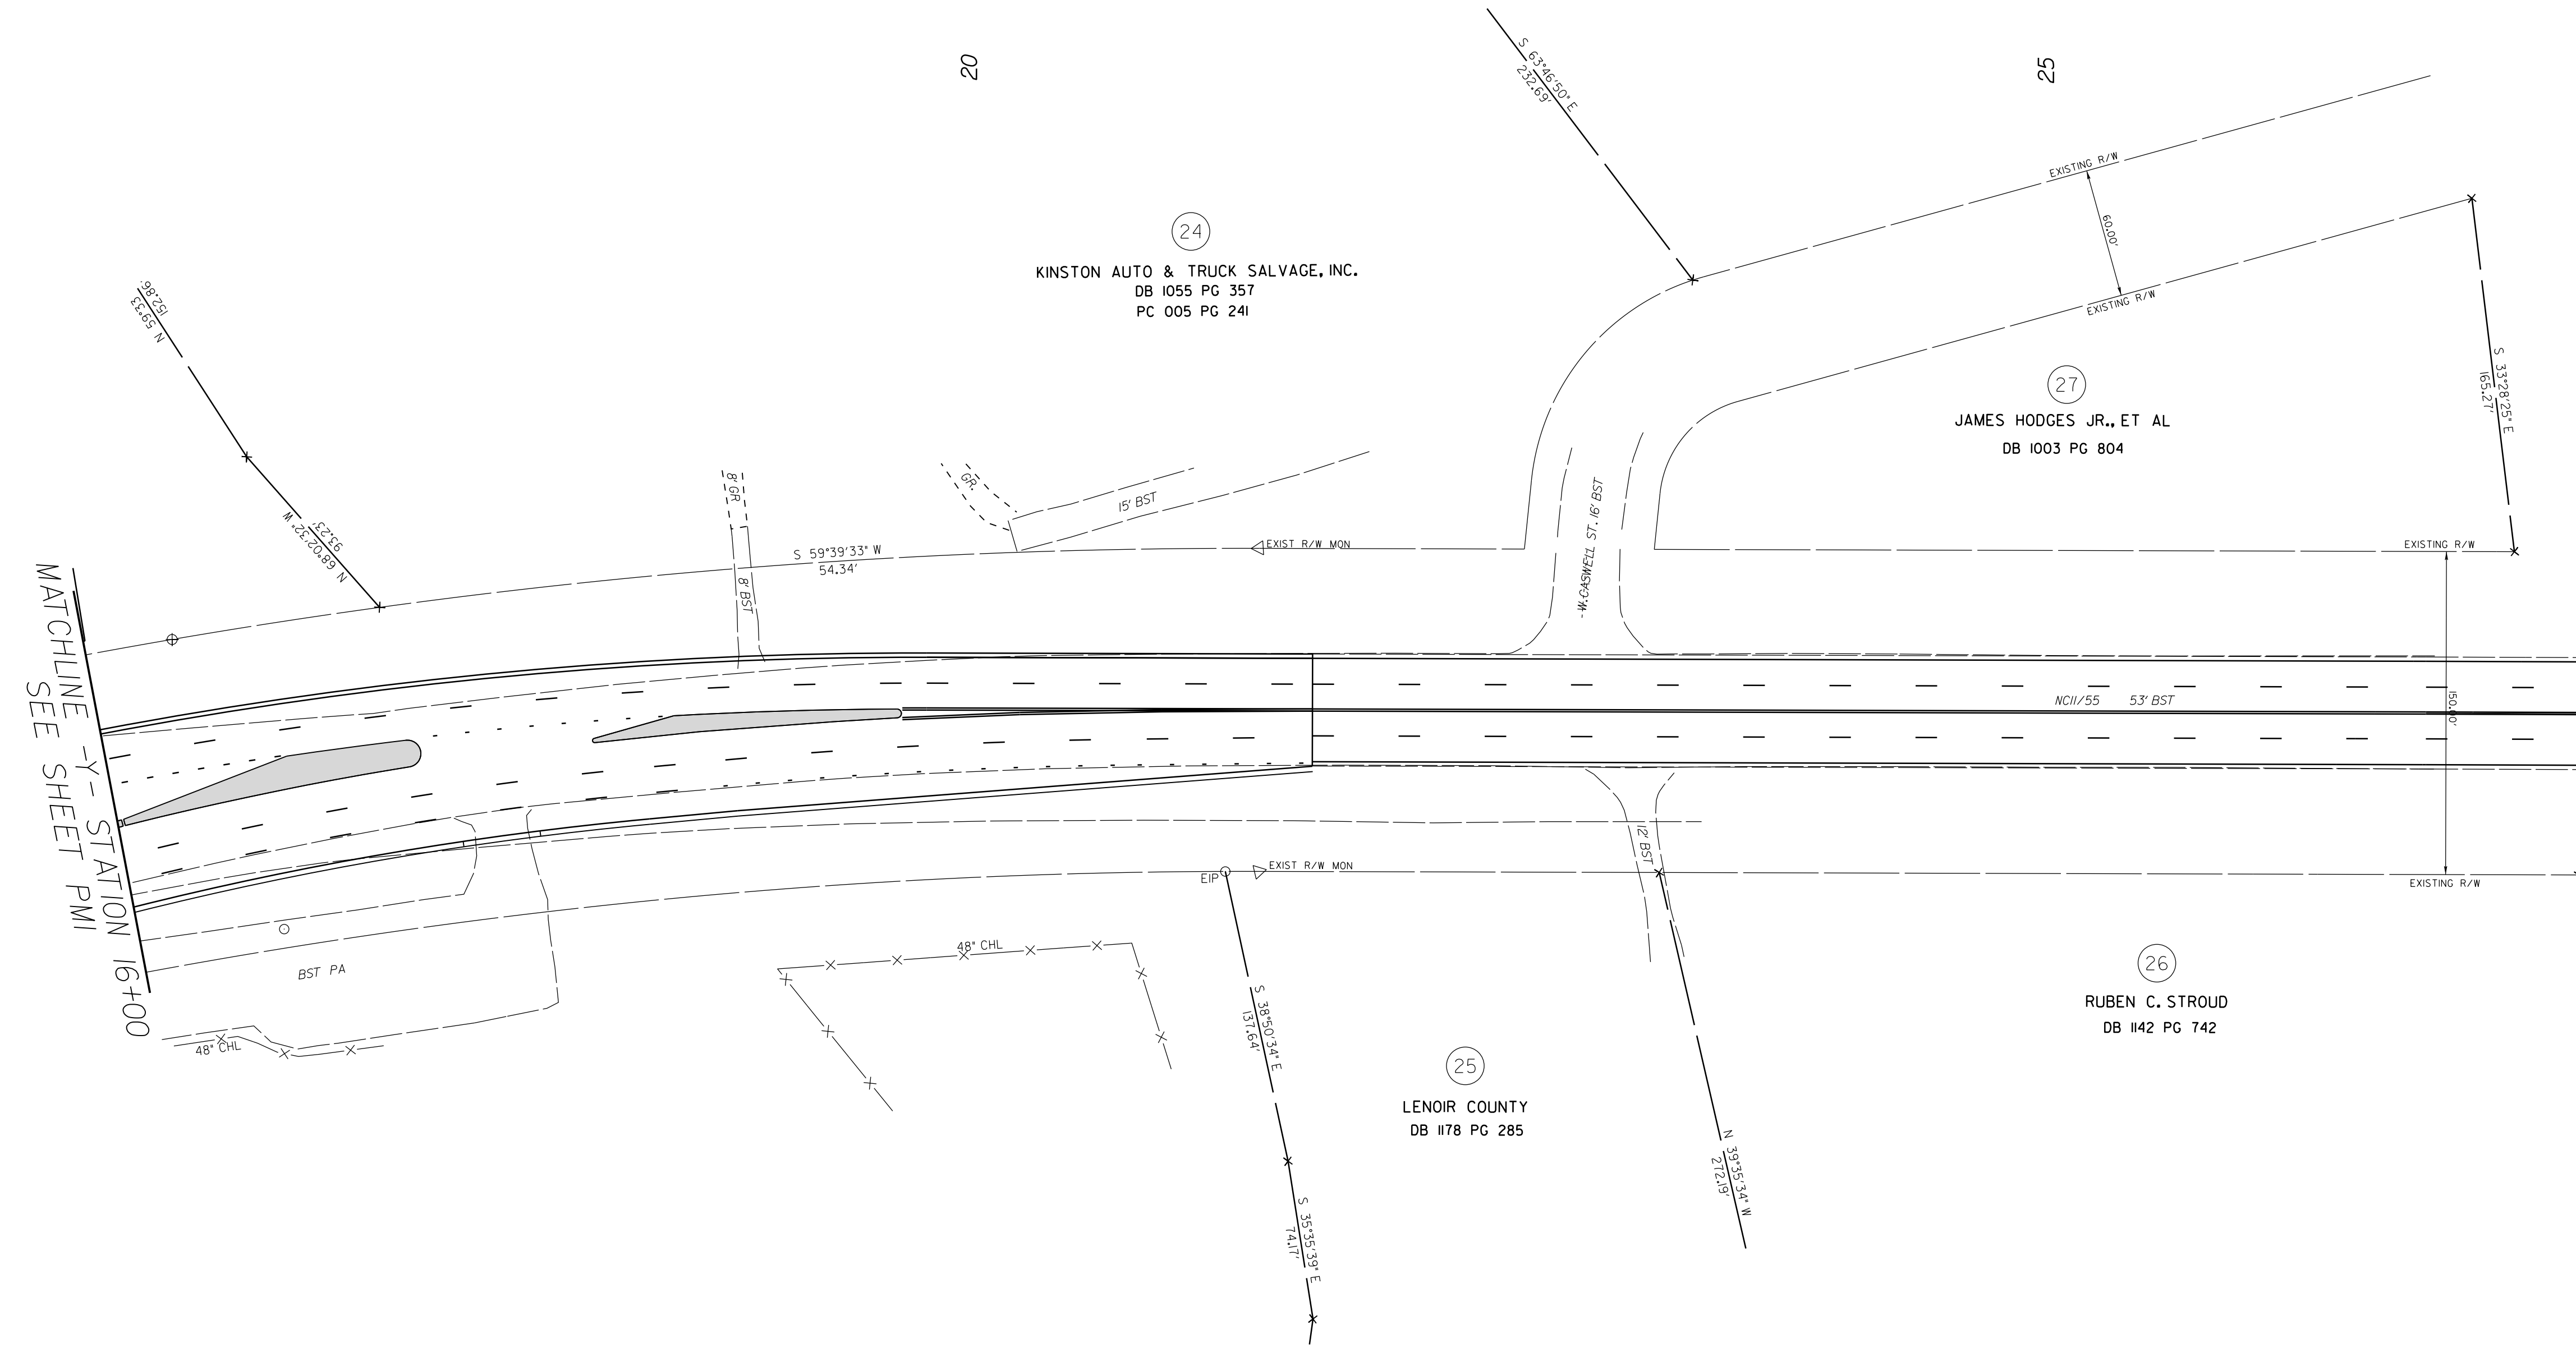 20
25
S 63°46'50" E
232.69'
EXISTING R/W
60.00'
EXISTING R/W
24
KINSTON AUTO & TRUCK SALVAGE, INC.
DB 1055 PG 357
PC 005 PG 241
N 59°33
152.86'
27
JAMES HODGES JR., ET AL
DB 1003 PG 804
S 33°28'25" E
165.27'
N 68°02'32" W
93.23'
8' GR
GR.
15' BST
8' BST
S 59°39'33" W
54.34'
EXIST R/W MON
W.CASWELL ST. 16' BST
EXISTING R/W
150.00'
NC11/55 53' BST
MATCHLINE -Y- STATION 16+00
SEE SHEET PM1
12' BST
EIP
EXIST R/W MON
EXISTING R/W
BST PA
48" CHL
48" CHL
S 38°50'34" E
137.64'
26
RUBEN C. STROUD
DB 1142 PG 742
25
LENOIR COUNTY
DB 1178 PG 285
N 39°35'34" W
272.19'
S 35°35'39" E
74.17'